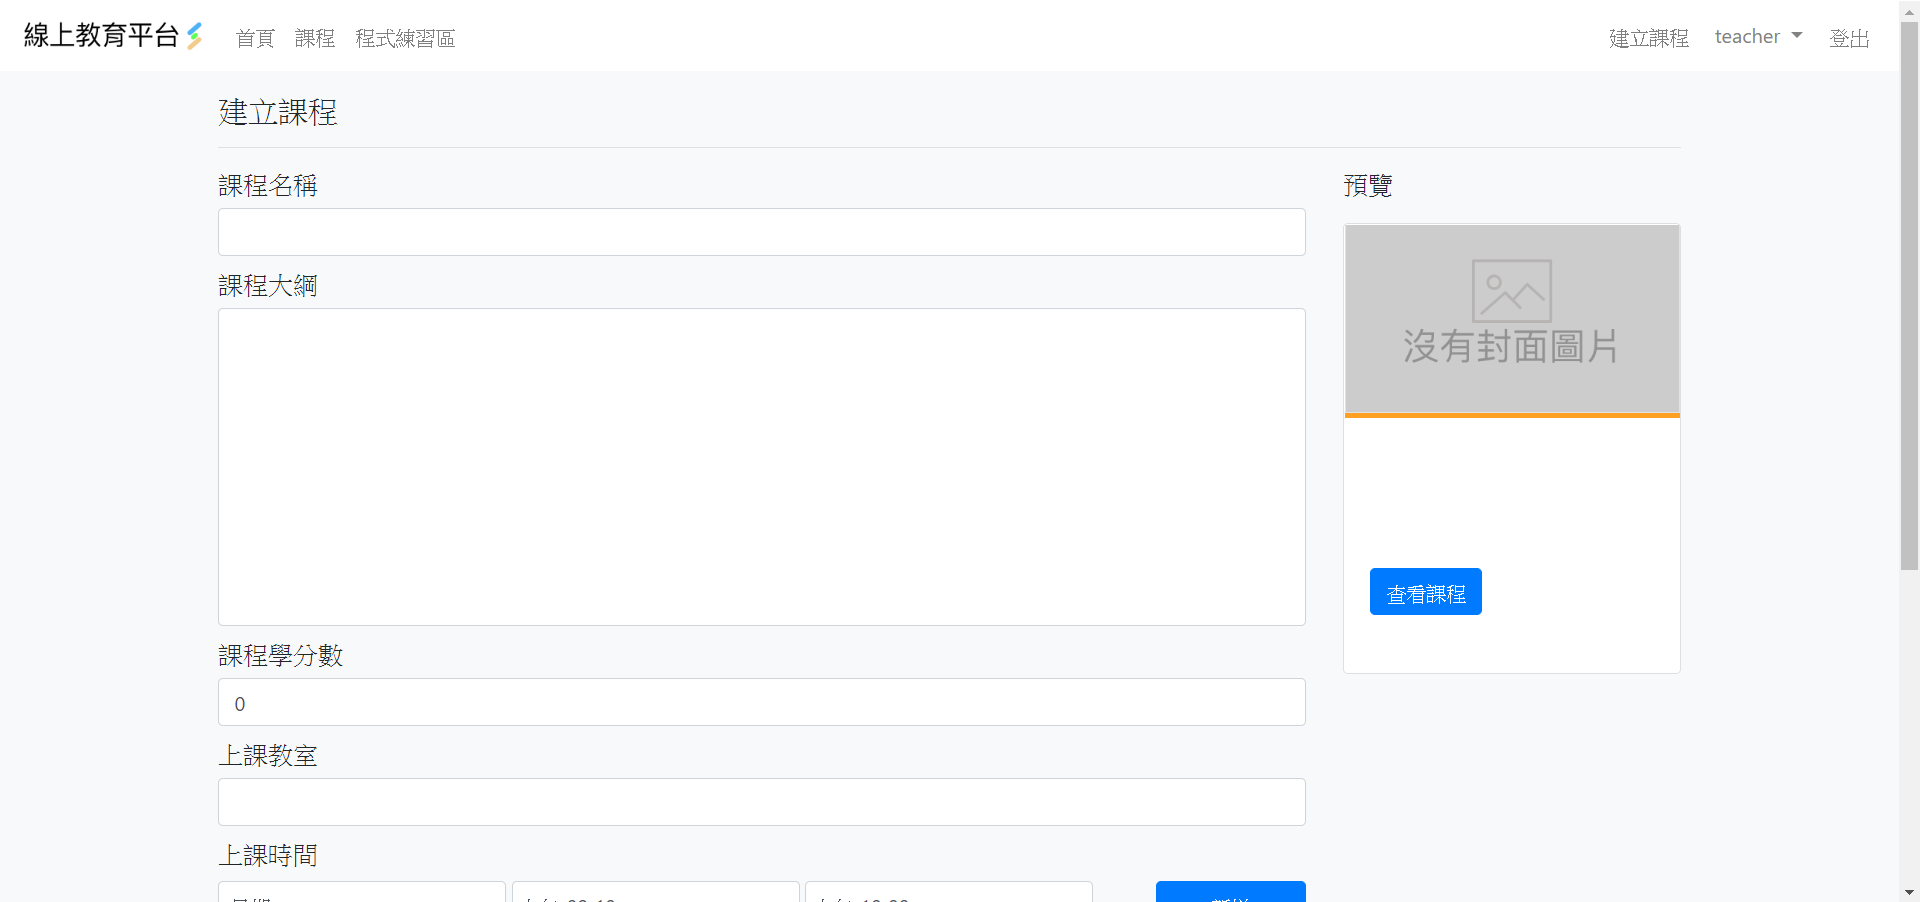 線上教育平台 首頁 課程 程式練習區 建立課程 teacher 登出
建立課程
課程名稱
預覽
沒有封面圖片
課程大綱
查看課程
課程學分數
0
上課教室
上課時間